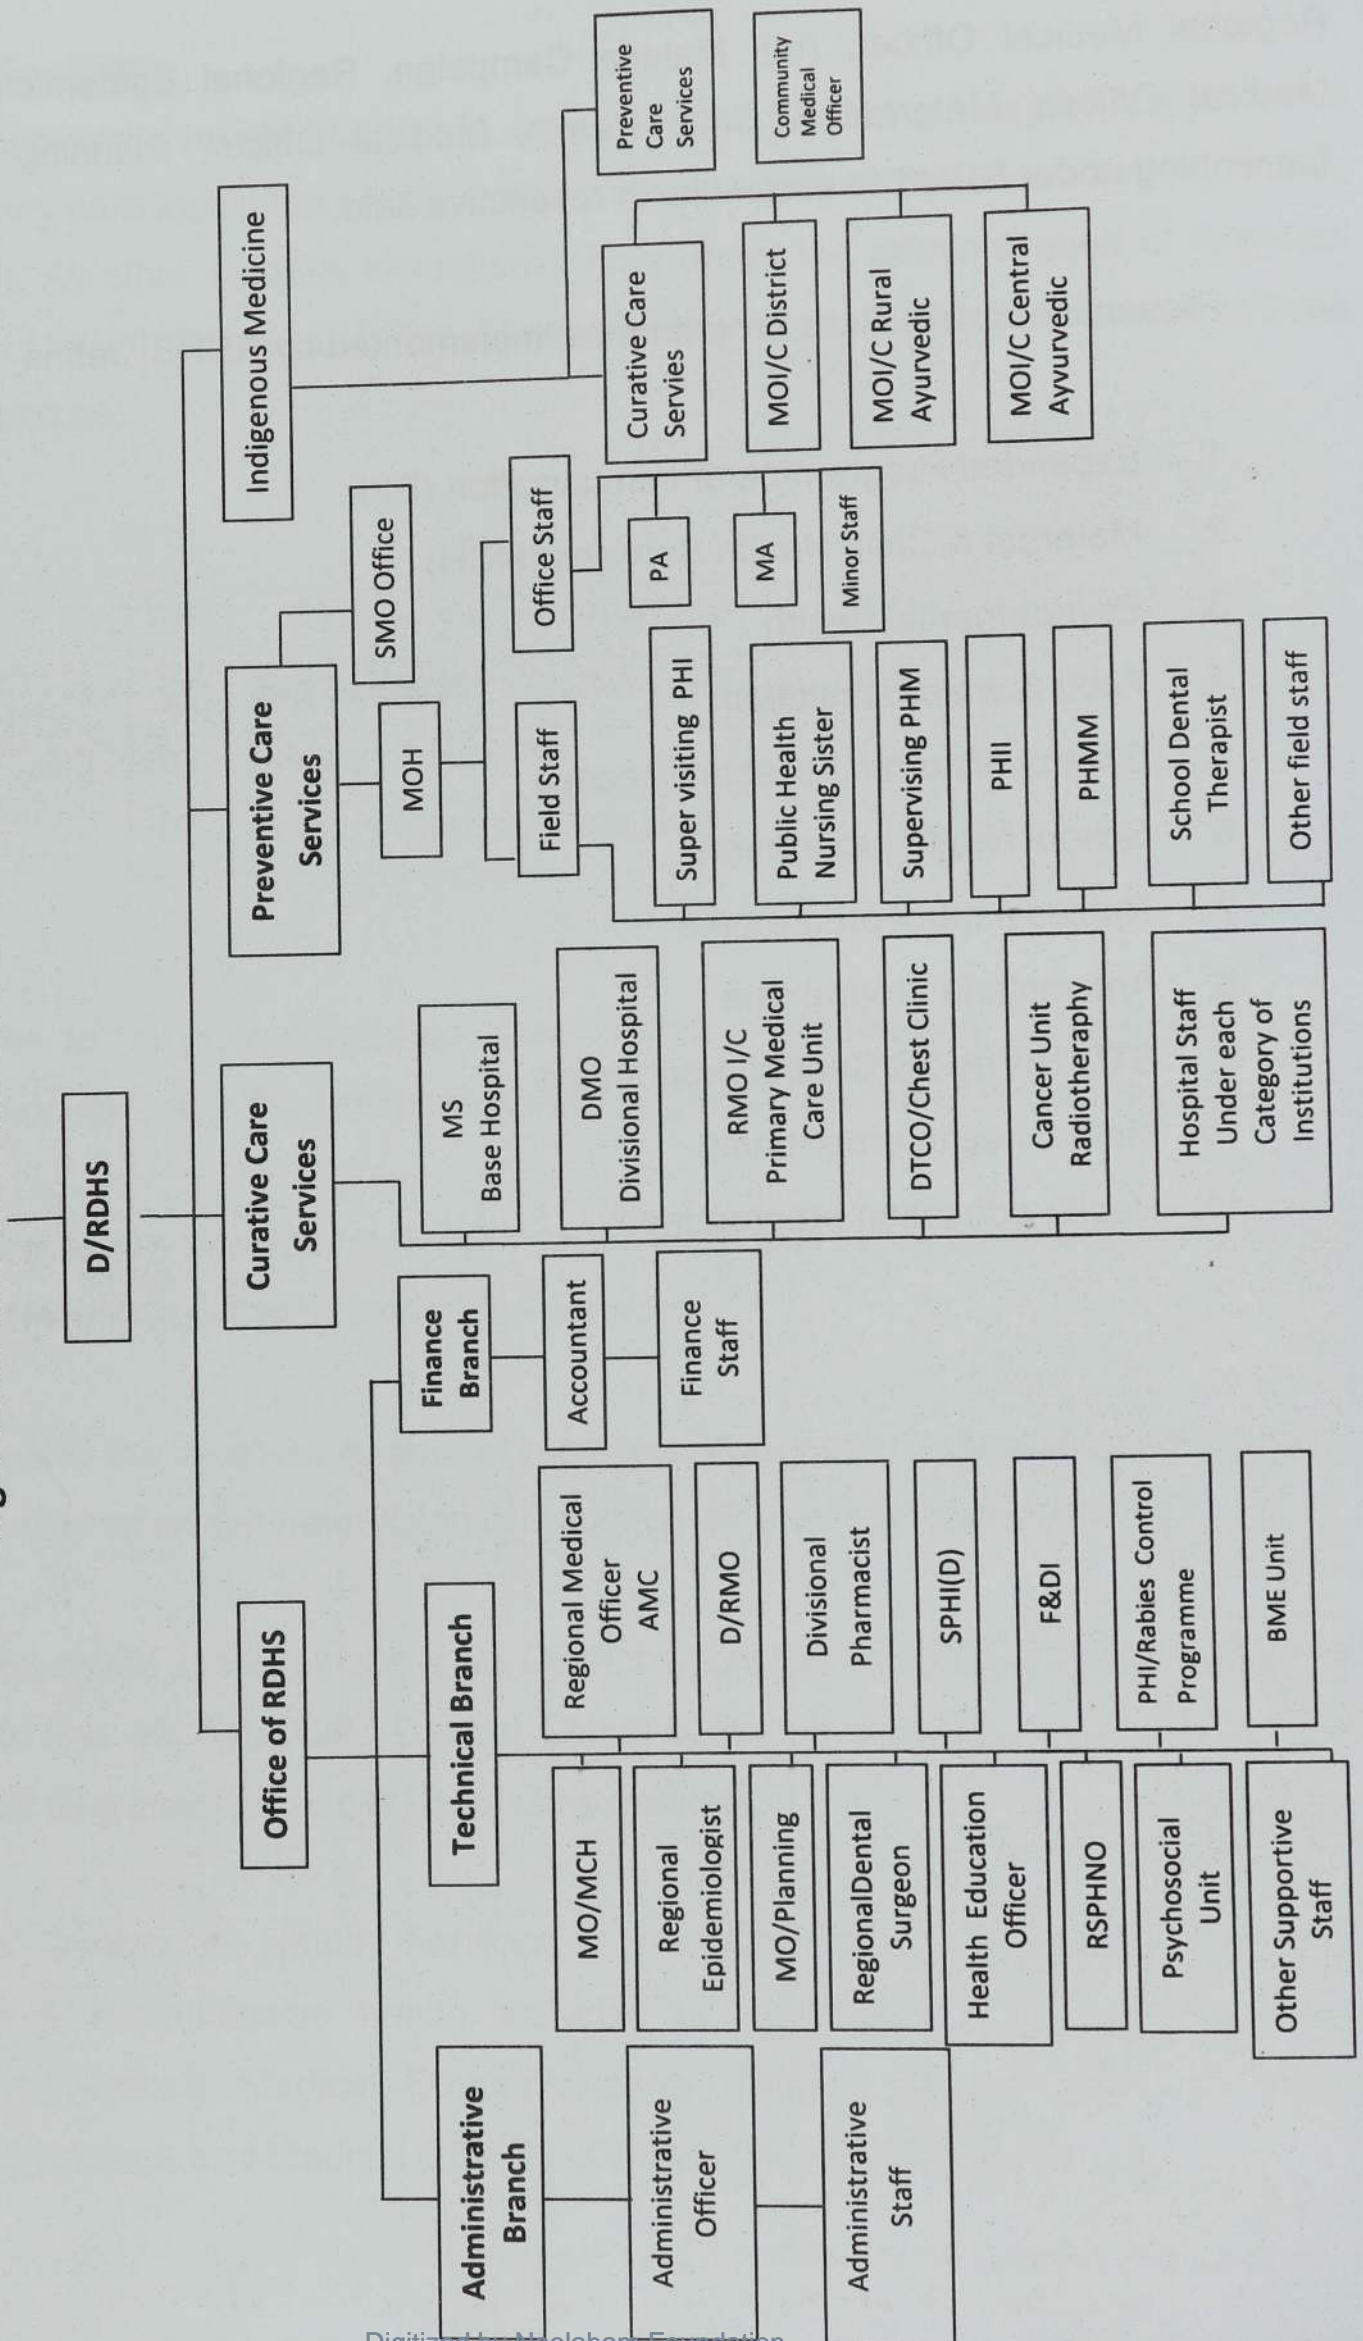 D/RDHS
Office of RDHS
Curative Care
Services
Preventive Care
Services
Indigenous Medicine
Administrative
Branch
Administrative
Officer
Administrative
Staff
Technical Branch
MO/MCH
Regional
Epidemiologist
MO/Planning
RegionalDental
Surgeon
Health Education
Officer
RSPHNO
Psychosocial
Unit
Other Supportive
Staff
Regional Medical
Officer
AMC
D/RMO
Divisional
Pharmacist
SPHI(D)
F&DI
PHI/Rabies Control
Programme
BME Unit
Finance
Branch
Accountant
Finance
Staff
MS
Base Hospital
DMO
Divisional Hospital
RMO I/C
Primary Medical
Care Unit
DTCO/Chest Clinic
Cancer Unit
Radiotheraphy
Hospital Staff
Under each
Category of
Institutions
MOH
SMO Office
Field Staff
Office Staff
Super visiting PHI
Public Health
Nursing Sister
Supervising PHM
PHII
PHMM
School Dental
Therapist
Other field staff
PA
MA
Minor Staff
Curative Care
Servies
MOI/C District
MOI/C Rural
Ayurvedic
MOI/C Central
Ayvurvedic
Preventive
Care
Services
Community
Medical
Officer
Digitized by Noolaham Foundation